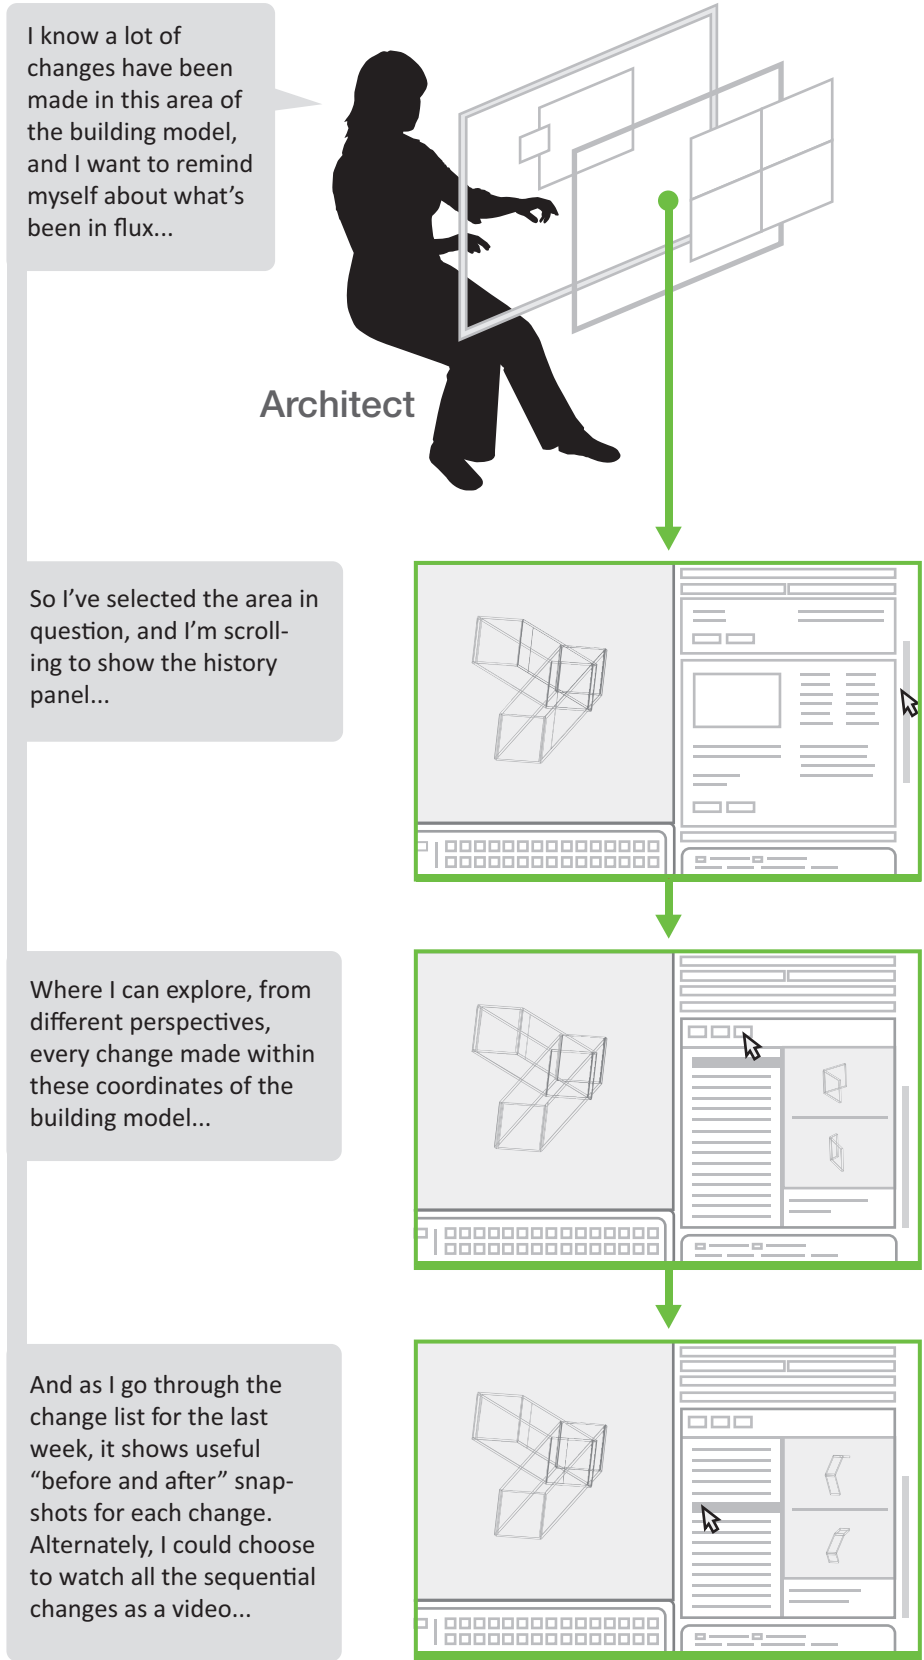 I know a lot of
changes have been
made in this area of
the building model,
and I want to remind
myself about what's
been in flux...
Architect
So I've selected the area in
question, and I'm scroll-
ing to show the history
panel...
Where I can explore, from
different perspectives,
every change made within
these coordinates of the
building model...
And as I go through the
change list for the last
week, it shows useful
“before and after” snap-
shots for each change.
Alternately, I could choose
to watch all the sequential
changes as a video...